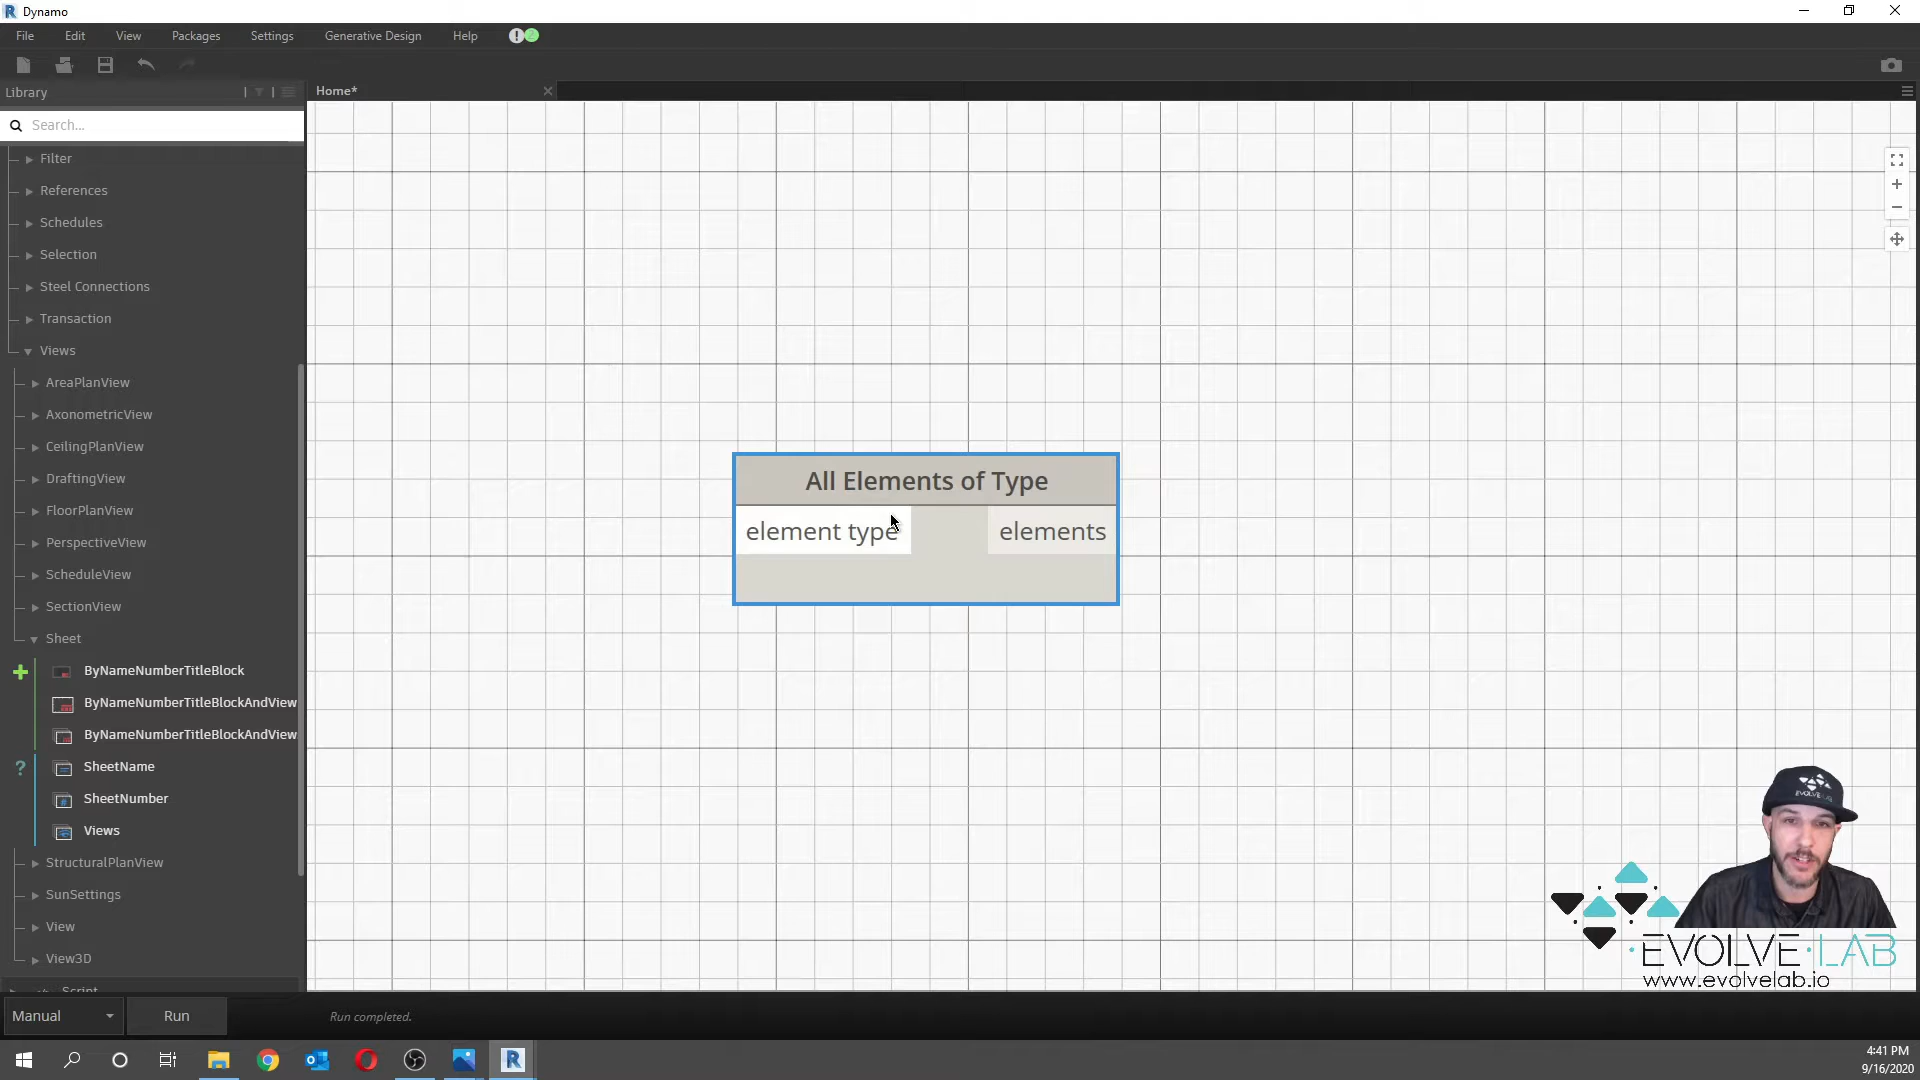 Dynamo
File Edit View Packages Settings Generative Design Help
Library
Home*
Search...
Filter
References
Schedules
Selection
Steel Connections
Transaction
Views
AreaPlanView
AxonometricView
CeilingPlanView
DraftingView
FloorPlanView
PerspectiveView
ScheduleView
SectionView
Sheet
ByNameNumberTitleBlock
ByNameNumberTitleBlockAndView
ByNameNumberTitleBlockAndView
SheetName
SheetNumber
Views
StructuralPlanView
SunSettings
View
View3D
Script
All Elements of Type
element type elements
EVOLVELAB
EVOLVE LAB
www.evolvelab.io
Manual Run Run completed.
4:41 PM
9/16/2020